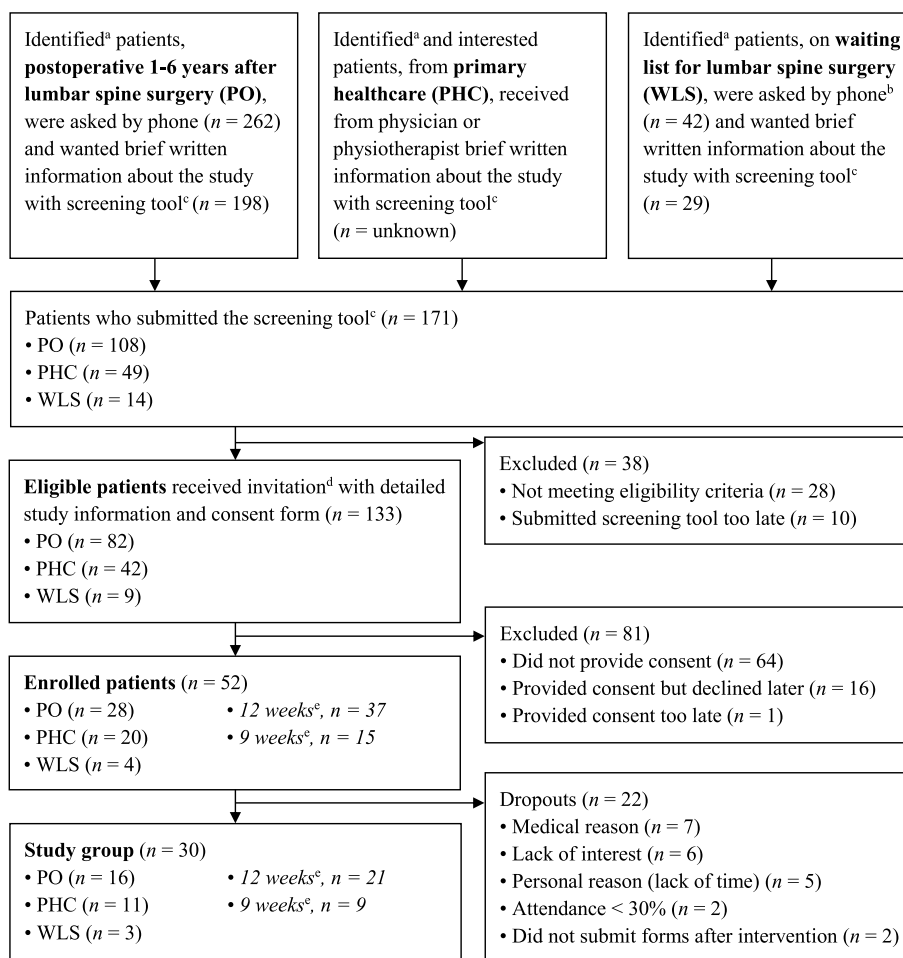 Identifiedᵃ patients,
postoperative 1-6 years after
lumbar spine surgery (PO),
were asked by phone (n = 262)
and wanted brief written
information about the study
with screening toolᶜ (n = 198)
Identifiedᵃ and interested
patients, from primary
healthcare (PHC), received
from physician or
physiotherapist brief written
information about the study
with screening toolᶜ
(n = unknown)
Identifiedᵃ patients, on waiting
list for lumbar spine surgery
(WLS), were asked by phoneᵇ
(n = 42) and wanted brief
written information about the
study with screening toolᶜ
(n = 29)
Patients who submitted the screening toolᶜ (n = 171)
• PO (n = 108)
• PHC (n = 49)
• WLS (n = 14)
Excluded (n = 38)
• Not meeting eligibility criteria (n = 28)
• Submitted screening tool too late (n = 10)
Eligible patients received invitationᵈ with detailed
study information and consent form (n = 133)
• PO (n = 82)
• PHC (n = 42)
• WLS (n = 9)
Excluded (n = 81)
• Did not provide consent (n = 64)
• Provided consent but declined later (n = 16)
• Provided consent too late (n = 1)
Enrolled patients (n = 52)
• PO (n = 28) • 12 weeksᵉ, n = 37
• PHC (n = 20) • 9 weeksᵉ, n = 15
• WLS (n = 4)
Dropouts (n = 22)
• Medical reason (n = 7)
• Lack of interest (n = 6)
• Personal reason (lack of time) (n = 5)
• Attendance < 30% (n = 2)
• Did not submit forms after intervention (n = 2)
Study group (n = 30)
• PO (n = 16) • 12 weeksᵉ, n = 21
• PHC (n = 11) • 9 weeksᵉ, n = 9
• WLS (n = 3)